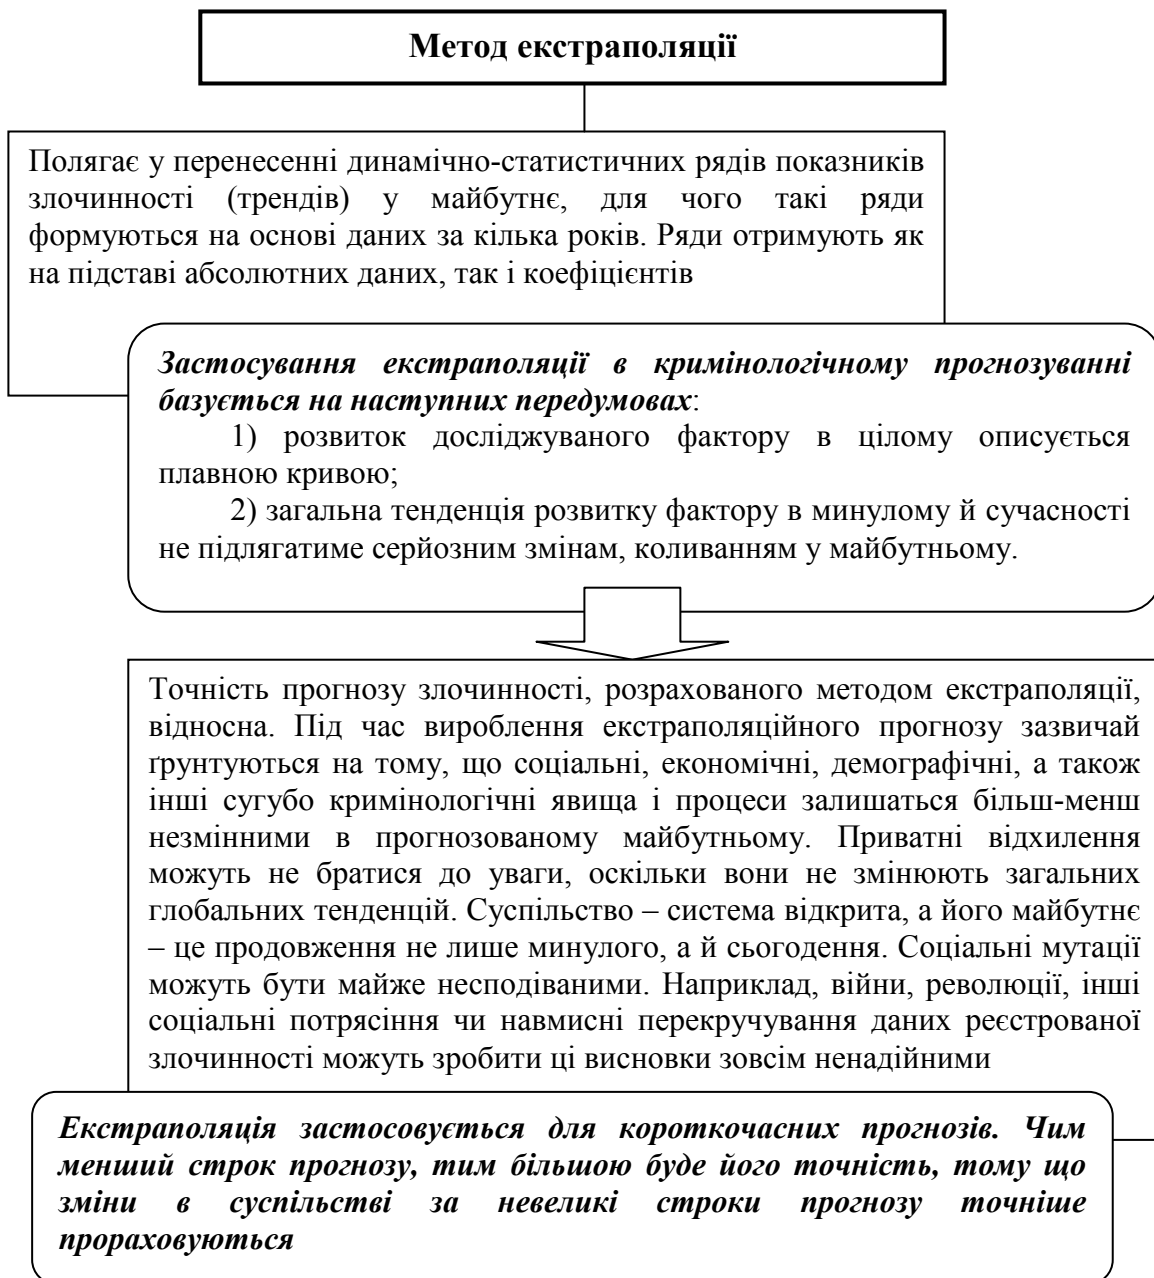 Метод екстраполяції
Полягає у перенесенні динамічно-статистичних рядів показників
злочинності (трендів) у майбутнє, для чого такі ряди
формуються на основі даних за кілька років. Ряди отримують як
на підставі абсолютних даних, так і коефіцієнтів
Застосування екстраполяції в кримінологічному прогнозуванні
базується на наступних передумовах:
1) розвиток досліджуваного фактору в цілому описується
плавною кривою;
2) загальна тенденція розвитку фактору в минулому й сучасності
не підлягатиме серйозним змінам, коливанням у майбутньому.
Точність прогнозу злочинності, розрахованого методом екстраполяції,
відносна. Під час вироблення екстраполяційного прогнозу зазвичай
ґрунтуються на тому, що соціальні, економічні, демографічні, а також
інші сугубо кримінологічні явища і процеси залишаться більш-менш
незмінними в прогнозованому майбутньому. Приватні відхилення
можуть не братися до уваги, оскільки вони не змінюють загальних
глобальних тенденцій. Суспільство – система відкрита, а його майбутнє
– це продовження не лише минулого, а й сьогодення. Соціальні мутації
можуть бути майже несподіваними. Наприклад, війни, революції, інші
соціальні потрясіння чи навмисні перекручування даних реєстрованої
злочинності можуть зробити ці висновки зовсім ненадійними
Екстраполяція застосовується для короткочасних прогнозів. Чим
менший строк прогнозу, тим більшою буде його точність, тому що
зміни в суспільстві за невеликі строки прогнозу точніше
прораховуються